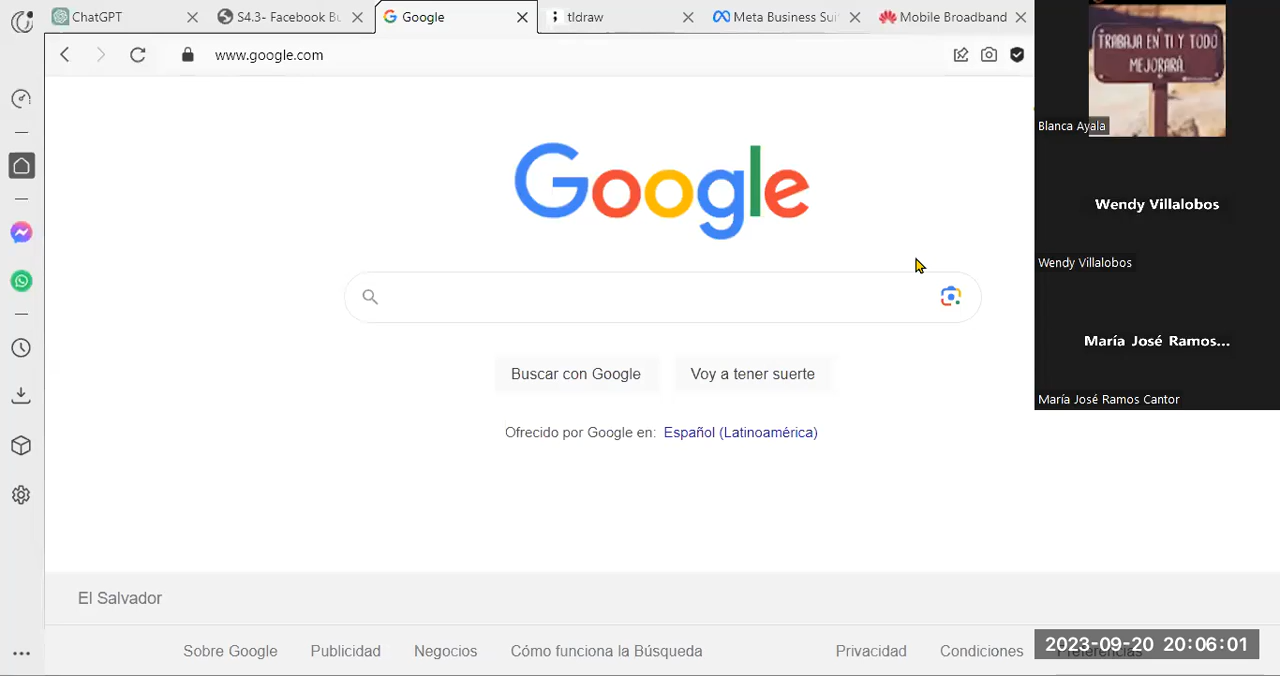 ChatGPT
S4.3- Facebook Bu
Google
tldraw
Meta Business Sui
Mobile Broadband
www.google.com
Google
Buscar con Google
Voy a tener suerte
Ofrecido por Google en: Español (Latinoamérica)
El Salvador
Sobre Google
Publicidad
Negocios
Cómo funciona la Búsqueda
Privacidad
Condiciones
Preferencias
TRABAJA EN TI Y TODO
MEJORARÁ
Blanca Ayala
Wendy Villalobos
Wendy Villalobos
María José Ramos...
María José Ramos Cantor
2023-09-20 20:06:01